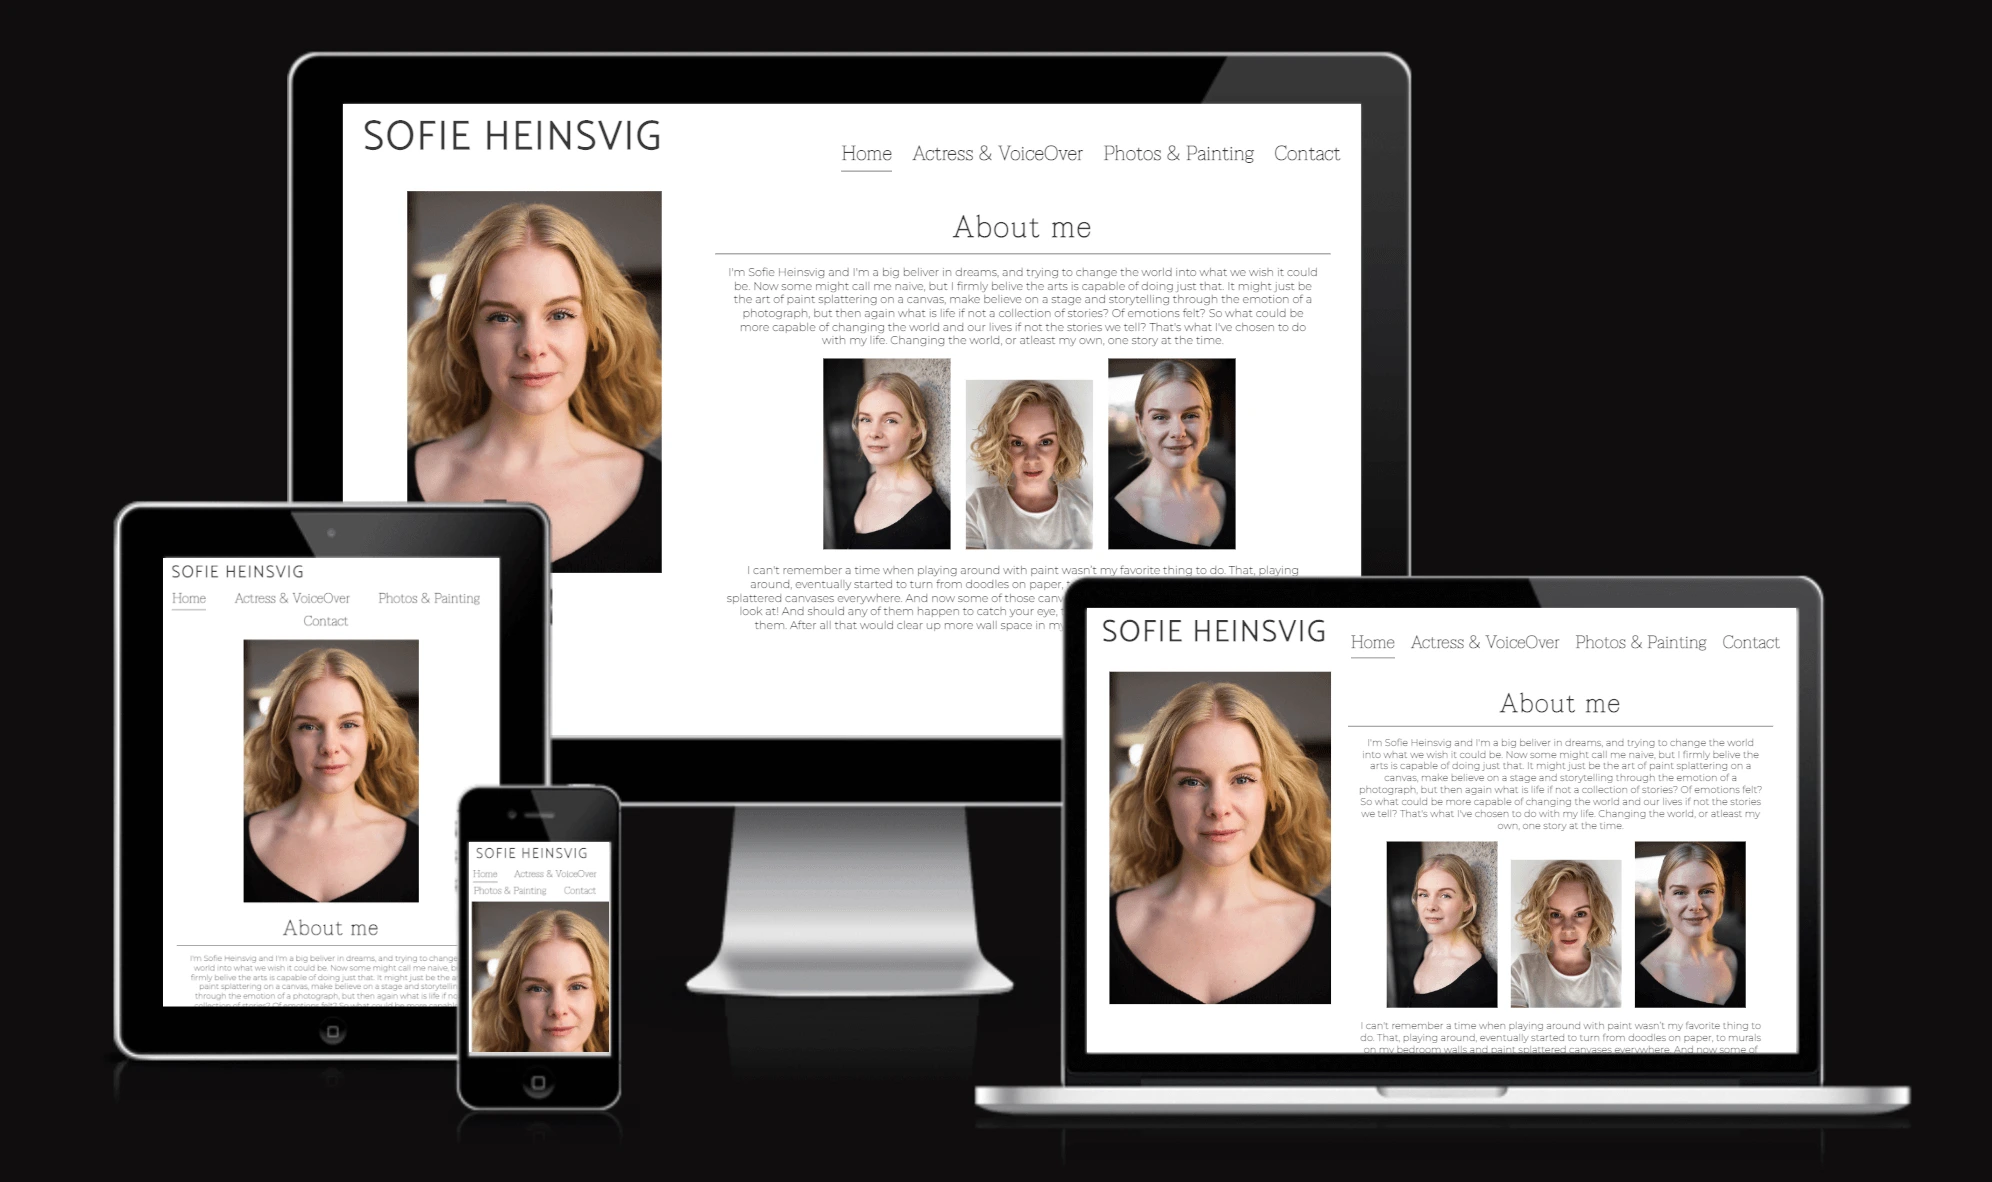 SOFIE HEINSVIG
Home Actress & VoiceOver Photos & Painting Contact
About me
I'm Sofie Heinsvig and I'm a big beliver in dreams, and trying to change the world into what we wish it could
be. Now some might call me naive, but I firmly belive the arts is capable of doing just that. It might just be
the art of paint splattering on a canvas, make believe on a stage and storytelling through the emotion of a
photograph, but then again what is life if not a collection of stories? Of emotions felt? So what could be
more capable of changing the world and our lives if not the stories we tell? That's what I've chosen to do
with my life. Changing the world, or atleast my own, one story at the time.
I can't remember a time when playing around with paint wasn't my favorite thing to do. That, playing
around, eventually started to turn from doodles on paper,
splattered canvases everywhere. And now some of those
look at! And should any of them happen to catch your eye,
them. After all that would clear up more wall space in my
SOFIE HEINSVIG
Home Actress & VoiceOver Photos & Painting
Contact
About me
I'm Sofie Heinsvig and I'm a big beliver in dreams, and trying to change
world into what we wish it could be. Now some might call me naive,
firmly belive the arts is capable of doing just that. It might just be the
paint splattering on a canvas, make believe on a stage and
through the emotion of a photograph, but then again what is life if
collection of stories? Of emotions felt? So what could be more
SOFIE HEINSVIG
Home Actress & VoiceOver
Photos & Painting Contact
SOFIE HEINSVIG
Home Actress & VoiceOver Photos & Painting Contact
About me
I'm Sofie Heinsvig and I'm a big beliver in dreams, and trying to change the world
into what we wish it could be. Now some might call me naive, but I firmly belive the
arts is capable of doing just that. It might just be the art of paint splattering on a
canvas, make believe on a stage and storytelling through the emotion of a
photograph, but then again what is life if not a collection of stories? Of emotions felt?
So what could be more capable of changing the world and our lives if not the stories
we tell? That's what I've chosen to do with my life. Changing the world, or atleast my
own, one story at the time.
I can't remember a time when playing around with paint wasn't my favorite thing to
do. That, playing around, eventually started to turn from doodles on paper, to murals
on my bedroom walls and paint splattered canvases everywhere. And now some of